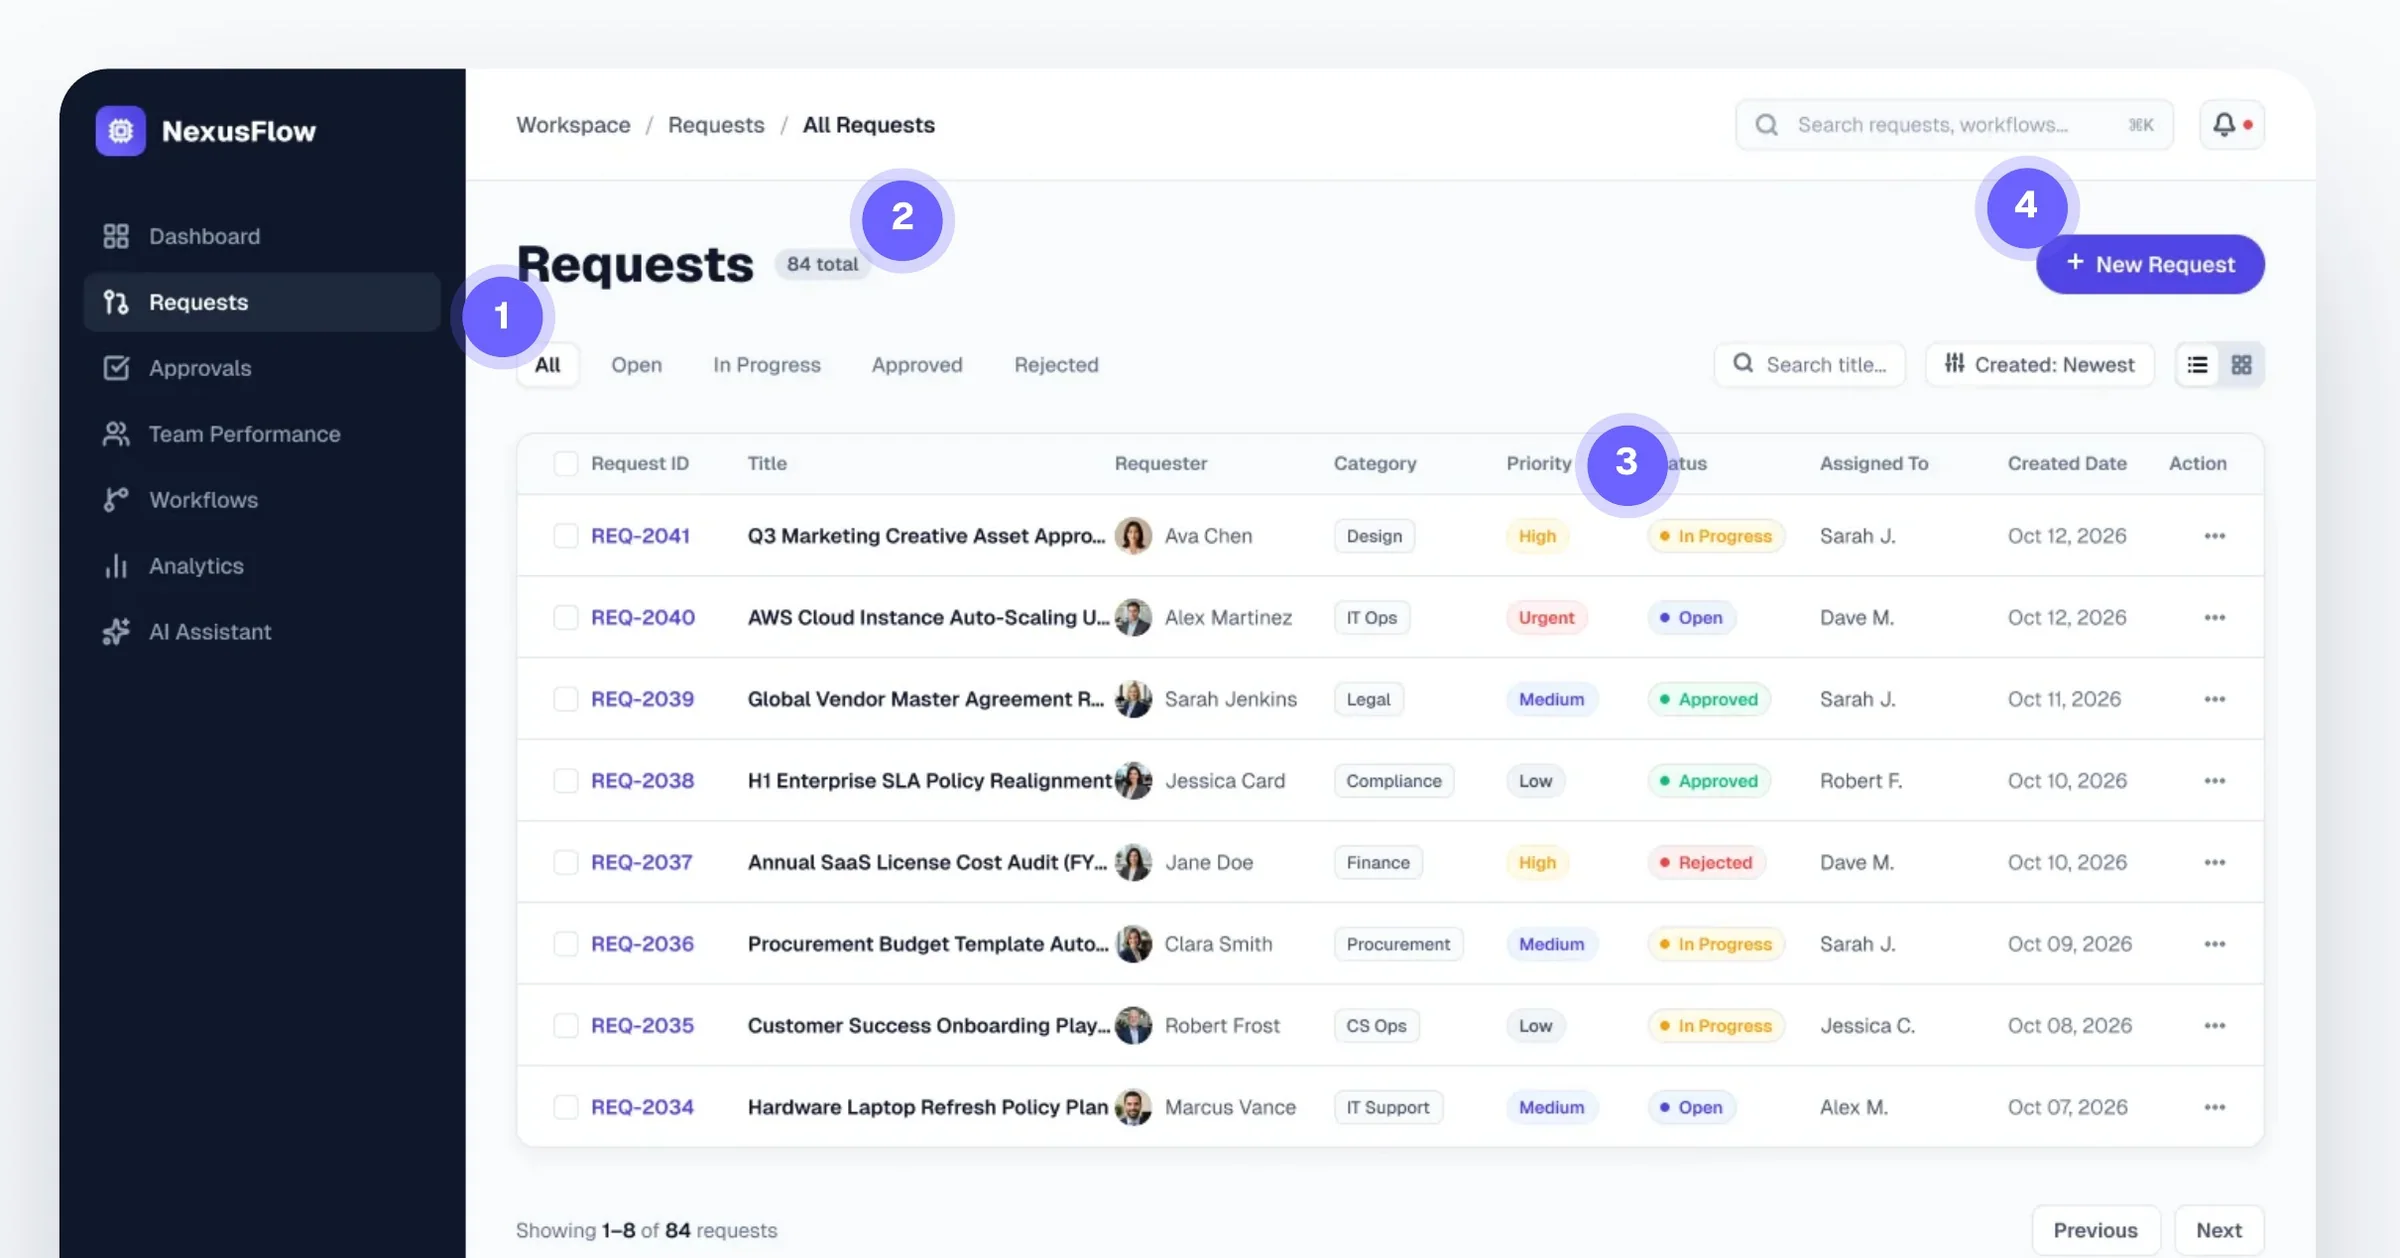 NexusFlow
Dashboard
Requests
Approvals
Team Performance
Workflows
Analytics
AI Assistant
Workspace / Requests / All Requests
Search requests, workflows... ⌘K
Requests 84 total
+ New Request
1
2
3
4
All Open In Progress Approved Rejected
Search title... Created: Newest
Request ID Title Requester Category Priority atus Assigned To Created Date Action
REQ-2041 Q3 Marketing Creative Asset Appro... Ava Chen Design High In Progress Sarah J. Oct 12, 2026 •••
REQ-2040 AWS Cloud Instance Auto-Scaling U... Alex Martinez IT Ops Urgent Open Dave M. Oct 12, 2026 •••
REQ-2039 Global Vendor Master Agreement R... Sarah Jenkins Legal Medium Approved Sarah J. Oct 11, 2026 •••
REQ-2038 H1 Enterprise SLA Policy Realignment Jessica Card Compliance Low Approved Robert F. Oct 10, 2026 •••
REQ-2037 Annual SaaS License Cost Audit (FY... Jane Doe Finance High Rejected Dave M. Oct 10, 2026 •••
REQ-2036 Procurement Budget Template Auto... Clara Smith Procurement Medium In Progress Sarah J. Oct 09, 2026 •••
REQ-2035 Customer Success Onboarding Play... Robert Frost CS Ops Low In Progress Jessica C. Oct 08, 2026 •••
REQ-2034 Hardware Laptop Refresh Policy Plan Marcus Vance IT Support Medium Open Alex M. Oct 07, 2026 •••
Showing 1–8 of 84 requests
Previous Next